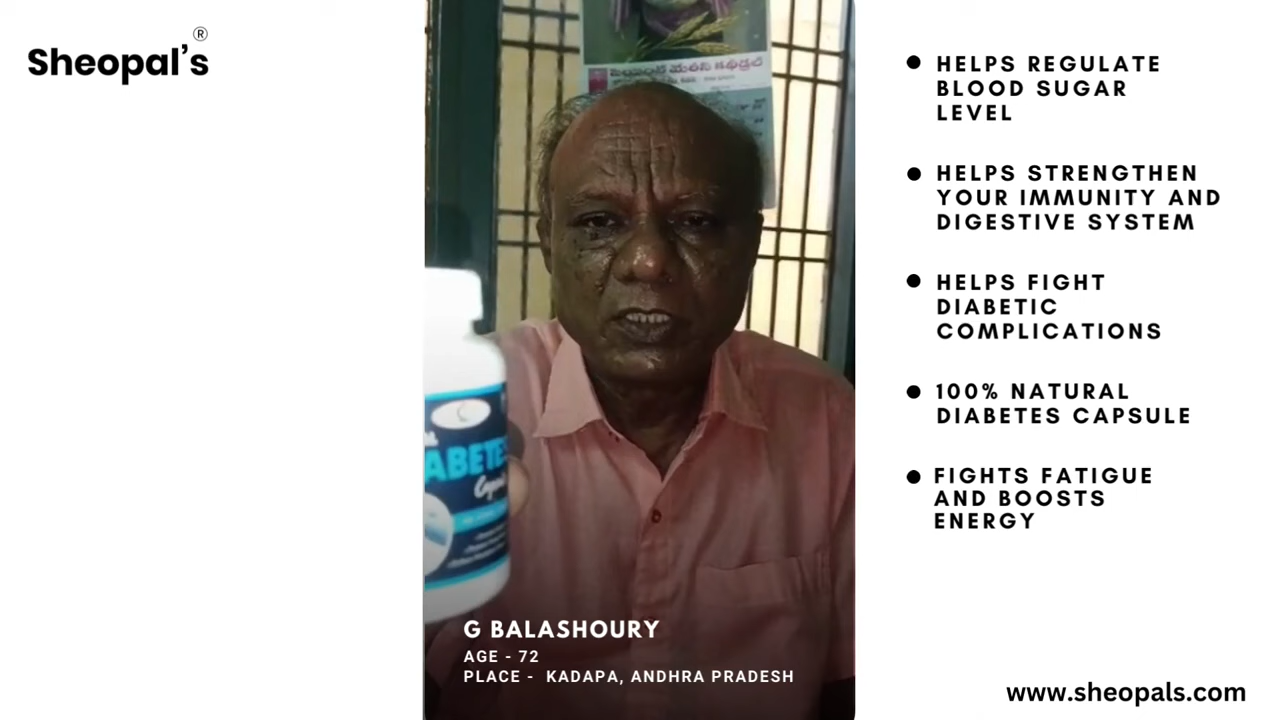 Sheopal's®
HELPS REGULATE
BLOOD SUGAR
LEVEL
HELPS STRENGTHEN
YOUR IMMUNITY AND
DIGESTIVE SYSTEM
HELPS FIGHT
DIABETIC
COMPLICATIONS
100% NATURAL
DIABETES CAPSULE
FIGHTS FATIGUE
AND BOOSTS
ENERGY
ABETE
G BALASHOURY
AGE - 72
PLACE - KADAPA, ANDHRA PRADESH
www.sheopals.com